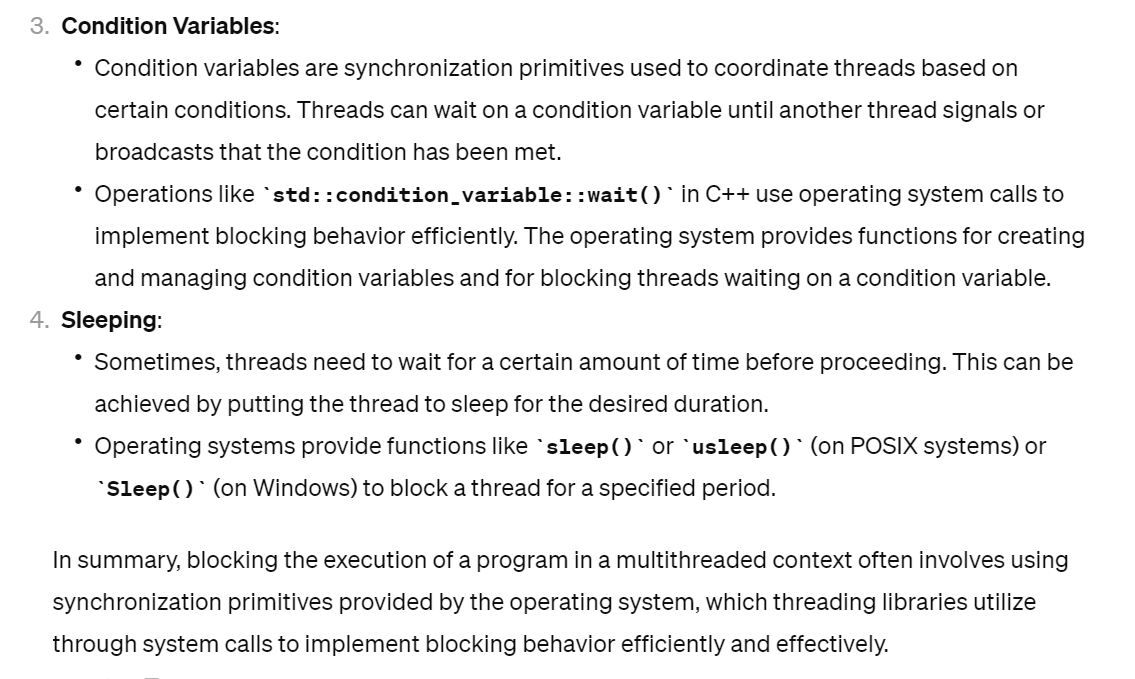 3. Condition Variables:
• Condition variables are synchronization primitives used to coordinate threads based on
certain conditions. Threads can wait on a condition variable until another thread signals or
broadcasts that the condition has been met.
• Operations like `std::condition_variable::wait()` in C++ use operating system calls to
implement blocking behavior efficiently. The operating system provides functions for creating
and managing condition variables and for blocking threads waiting on a condition variable.
4. Sleeping:
• Sometimes, threads need to wait for a certain amount of time before proceeding. This can be
achieved by putting the thread to sleep for the desired duration.
• Operating systems provide functions like `sleep()` or `usleep()` (on POSIX systems) or
`Sleep()` (on Windows) to block a thread for a specified period.
In summary, blocking the execution of a program in a multithreaded context often involves using
synchronization primitives provided by the operating system, which threading libraries utilize
through system calls to implement blocking behavior efficiently and effectively.